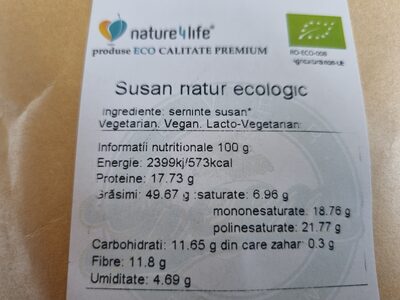 nature4life®
produse ECO CALITATE PREMIUM
RO-ECO-008
Agricultura non-UE
Susan natur ecologic
Ingrediente: seminte susan*
Vegetarian, Vegan, Lacto-Vegetarian
Informatii nutritionale 100 g
Energie: 2399kj/573kcal
Proteine: 17.73 g
Grăsimi: 49.67 g :saturate: 6.96 g
mononesaturate: 18.76 g
polinesaturate: 21.77 g
Carbohidrati: 11.65 g din care zahar: 0.3 g
Fibre: 11.8 g
Umiditate: 4.69 g